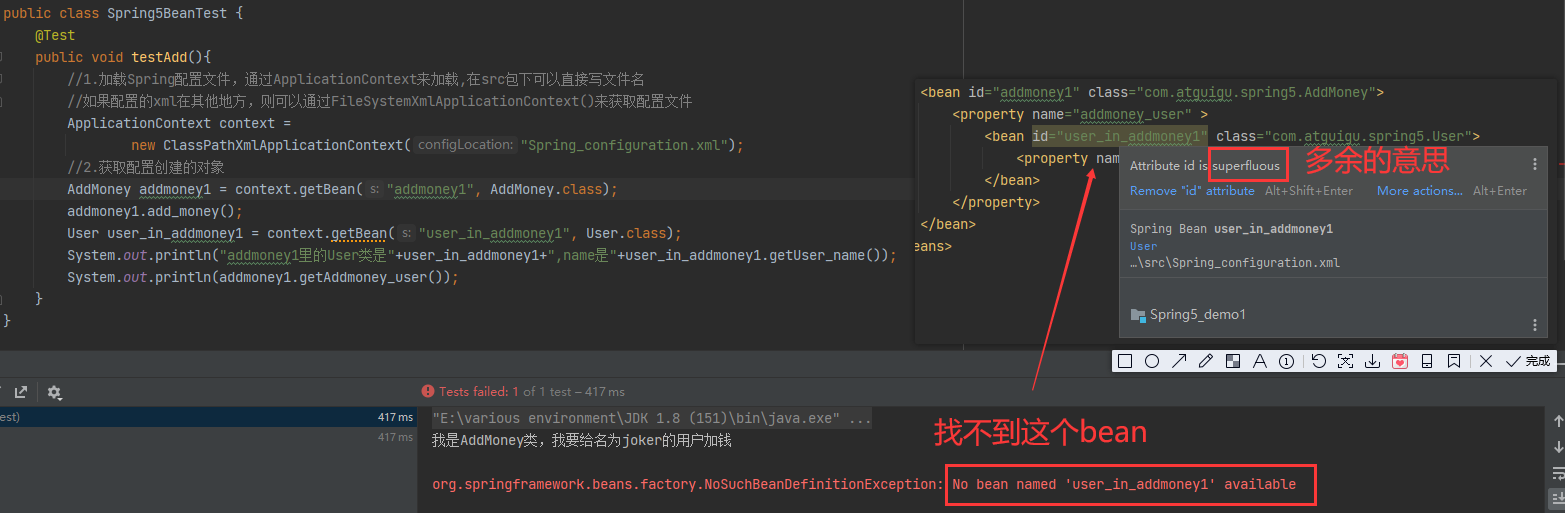 public class Spring5BeanTest {
@Test
public void testAdd(){
//1.加载Spring配置文件，通过ApplicationContext来加载,在src包下可以直接写文件名
//如果配置的xml在其他地方，则可以通过FileSystemXmlApplicationContext()来获取配置文件
ApplicationContext context =
new ClassPathXmlApplicationContext( configLocation: "Spring_configuration.xml");
//2.获取配置创建的对象
AddMoney addmoney1 = context.getBean( s: "addmoney1", AddMoney.class);
addmoney1.add_money();
User user_in_addmoney1 = context.getBean( s: "user_in_addmoney1", User.class);
System.out.println("addmoney1里的User类是"+user_in_addmoney1+",name是"+user_in_addmoney1.getUser_name());
System.out.println(addmoney1.getAddmoney_user());
}
}
<bean id="addmoney1" class="com.atguigu.spring5.AddMoney">
<property name="addmoney_user" >
<bean id="user_in_addmoney1" class="com.atguigu.spring5.User">
<property nam
</bean>
</property>
</bean>
eans>
Attribute id is superfluous
多余的意思
Remove "id" attribute Alt+Shift+Enter More actions... Alt+Enter
Spring Bean user_in_addmoney1
User
…\src\Spring_configuration.xml
Spring5_demo1
完成
Tests failed: 1 of 1 test – 417 ms
est) 417 ms
417 ms
"E:\various environment\JDK 1.8 (151)\bin\java.exe" ...
我是AddMoney类，我要给名为joker的用户加钱
找不到这个bean
org.springframework.beans.factory.NoSuchBeanDefinitionException: No bean named 'user_in_addmoney1' available